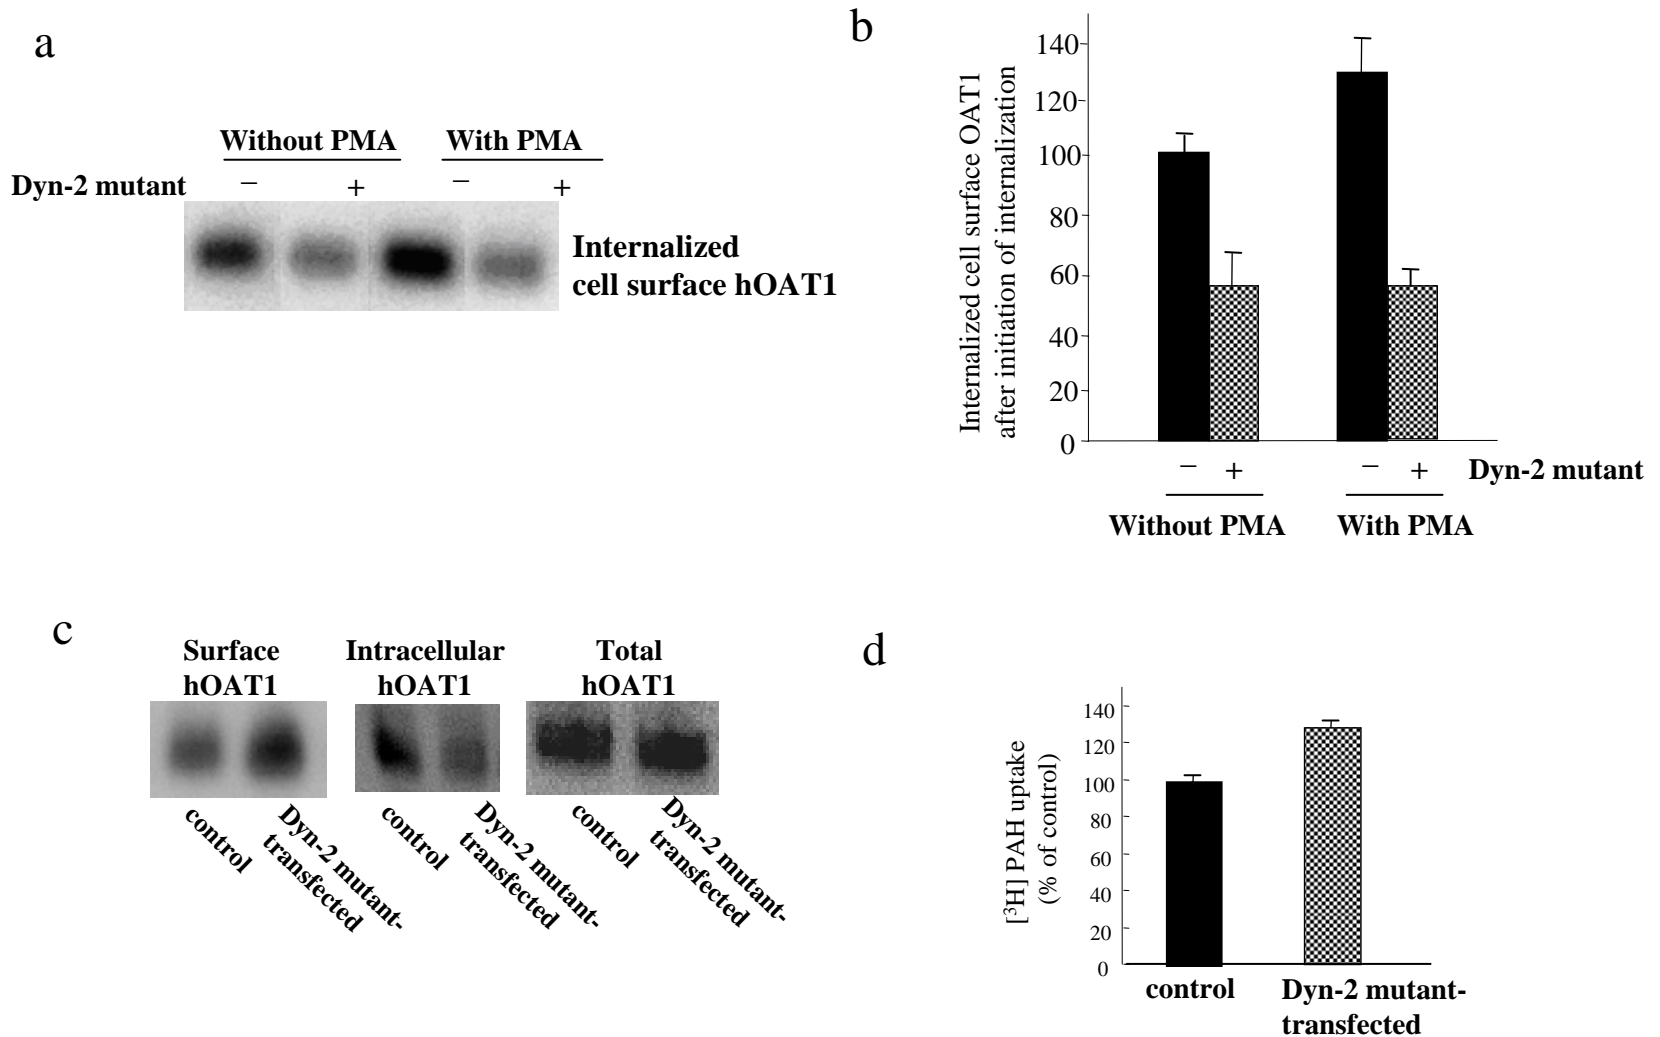 a
Without PMA
With PMA
Dyn-2 mutant
− + − +
Internalized
cell surface hOAT1
b
Internalized cell surface OAT1
after initiation of internalization
140
120
100
80
60
40
20
0
− + − +
Dyn-2 mutant
Without PMA
With PMA
c
Surface
hOAT1
Intracellular
hOAT1
Total
hOAT1
control
Dyn-2 mutant-
transfected
control
Dyn-2 mutant-
transfected
control
Dyn-2 mutant-
transfected
d
[³H] PAH uptake
(% of control)
140
120
100
80
60
40
20
0
control
Dyn-2 mutant-
transfected